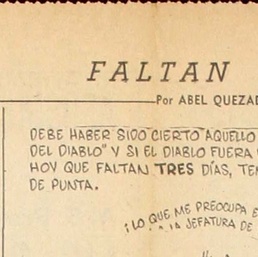 FALTAN
Por ABEL QUEZAD
DEBE HABER SIDO CIERTO AQUELLO
DEL DIABLO" Y SI EL DIABLO FUERA
HOY QUE FALTAN TRES DÍAS, TEN
DE PUNTA.
¡LO QUE ME PREOCUPA E
LA JEFATURA DE